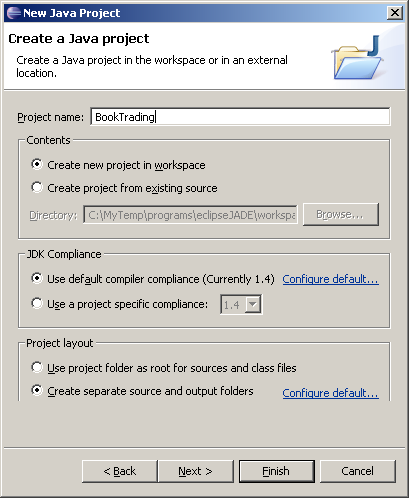 New Java Project
Create a Java project
Create a Java project in the workspace or in an external
location.
Project name: BookTrading
Contents
Create new project in workspace
Create project from existing source
Directory: C:\MyTemp\programs\eclipseJADE\workspa Browse...
JDK Compliance
Use default compiler compliance (Currently 1.4) Configure default...
Use a project specific compliance: 1.4
Project layout
Use project folder as root for sources and class files
Create separate source and output folders Configure default...
< Back Next > Finish Cancel